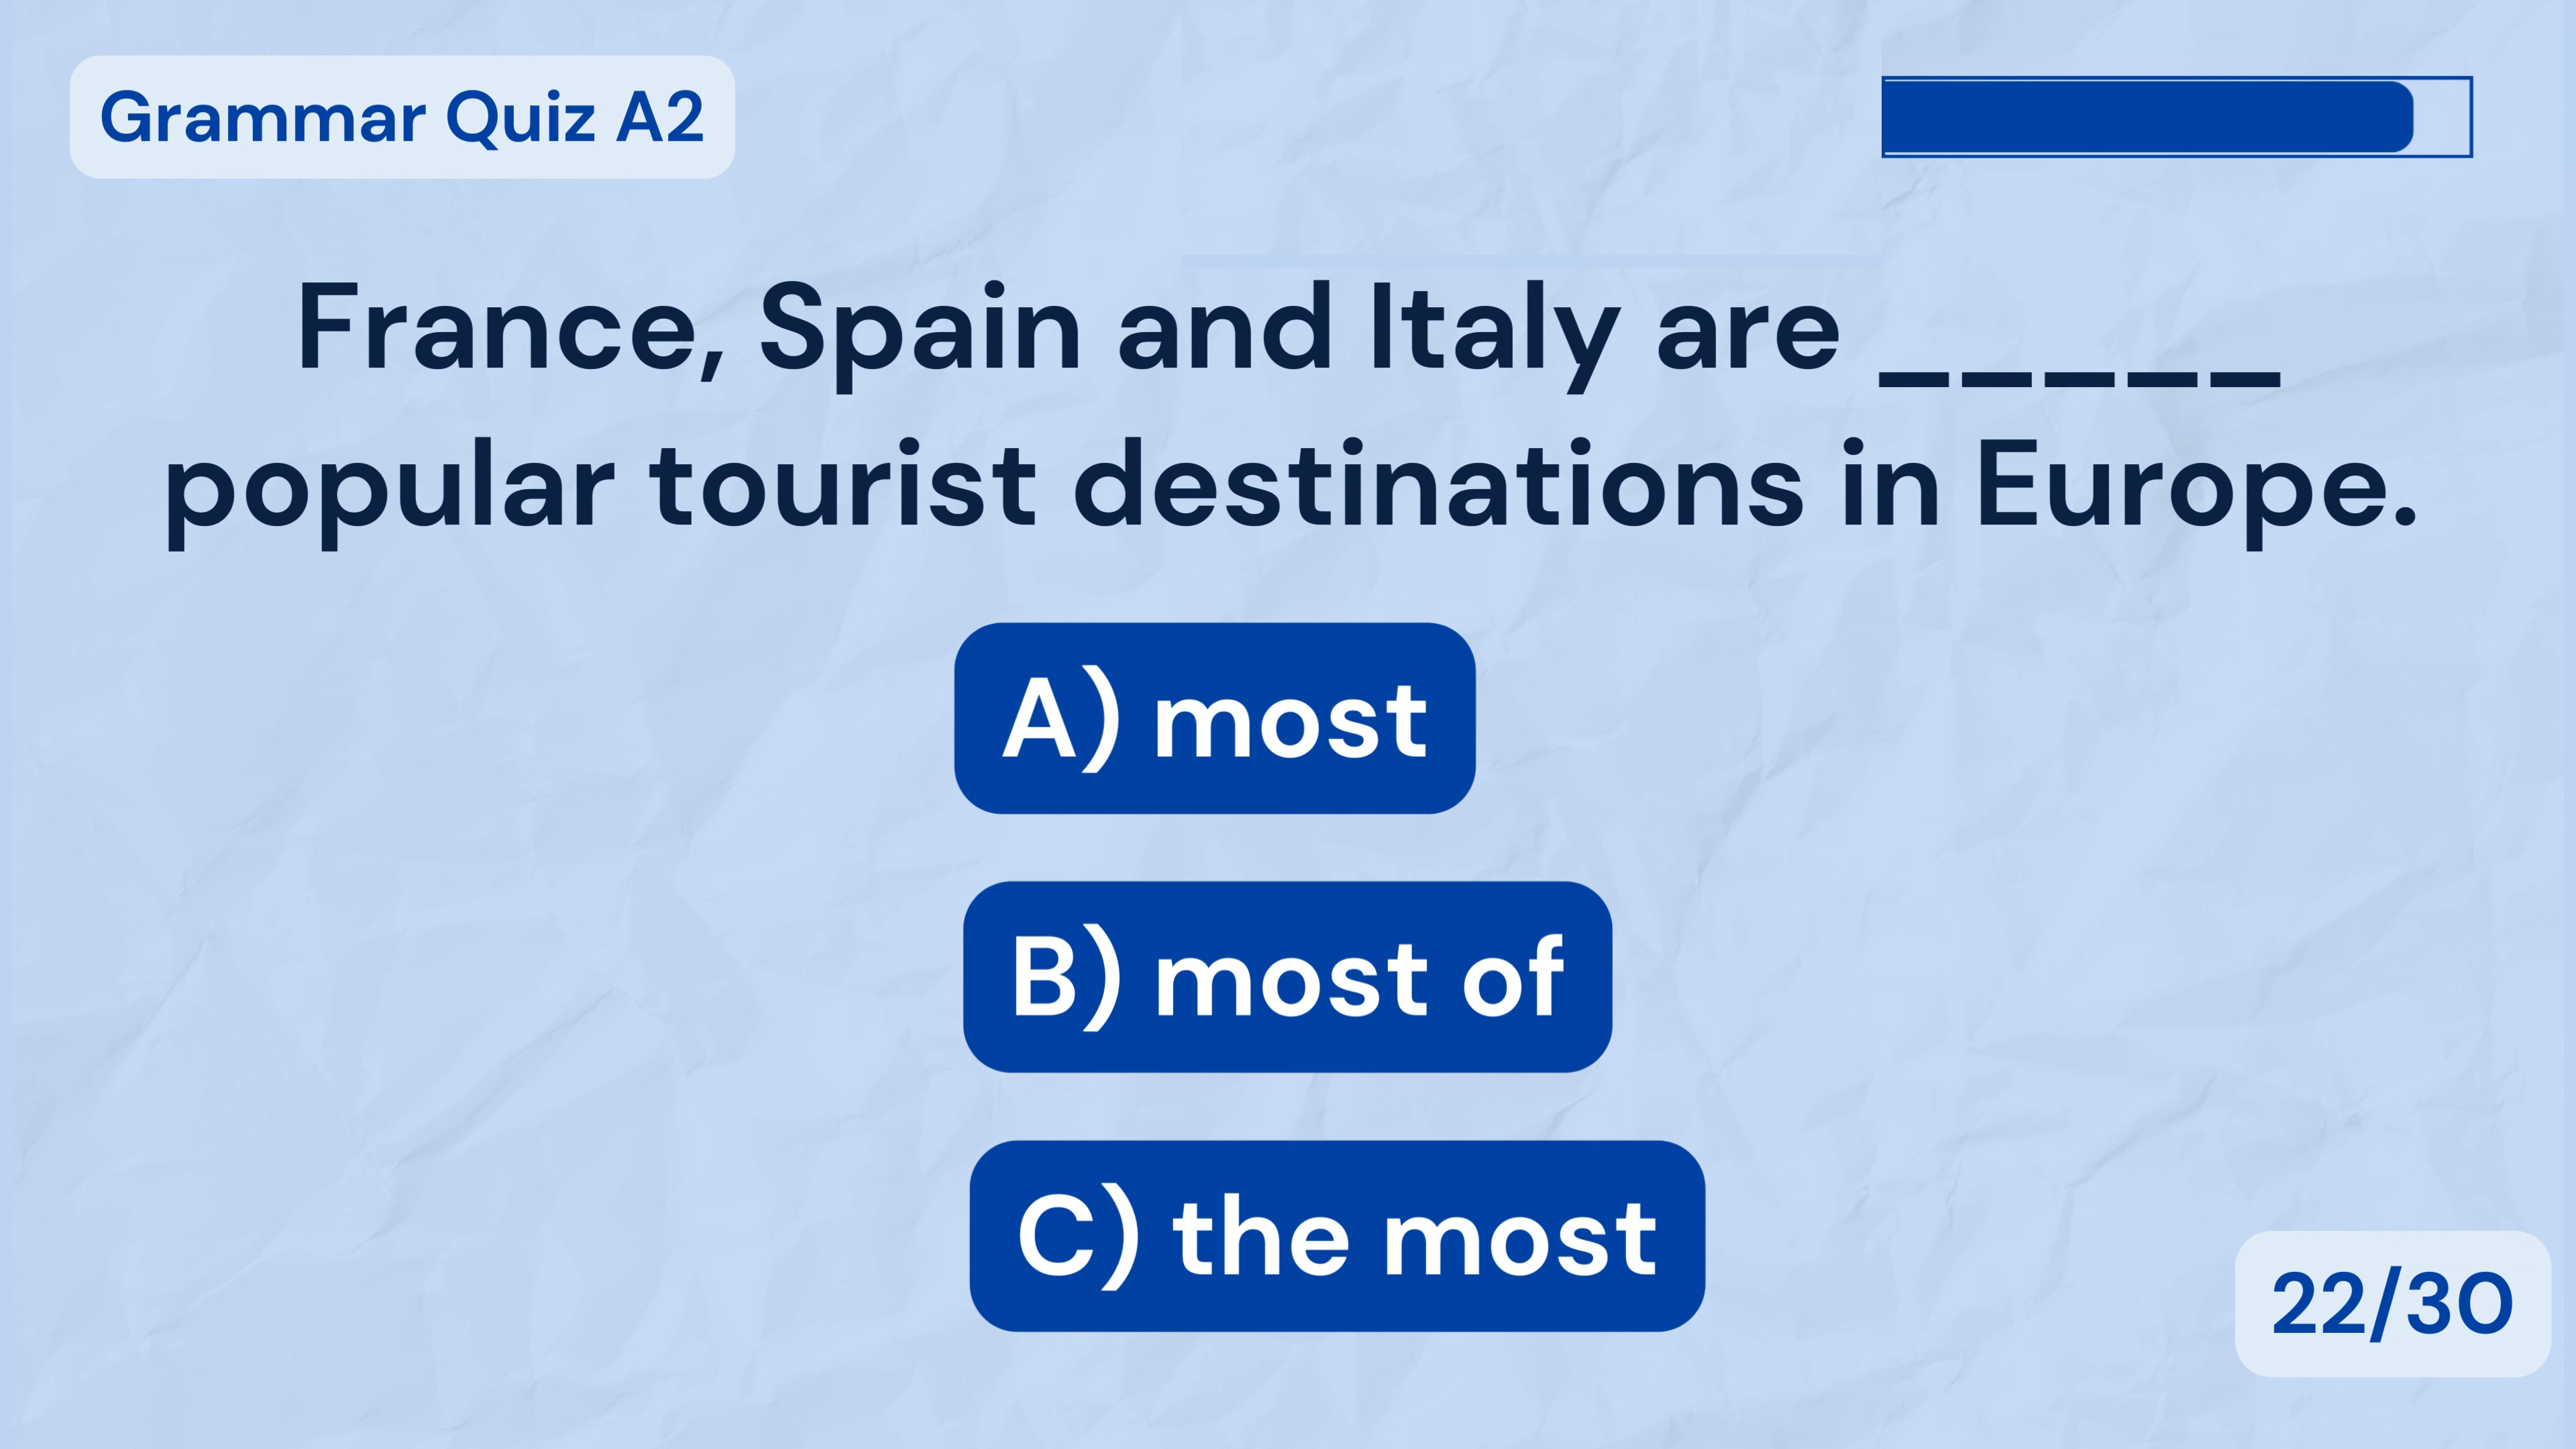 Grammar Quiz A2
France, Spain and Italy are _____
popular tourist destinations in Europe.
A) most
B) most of
C) the most
22/30